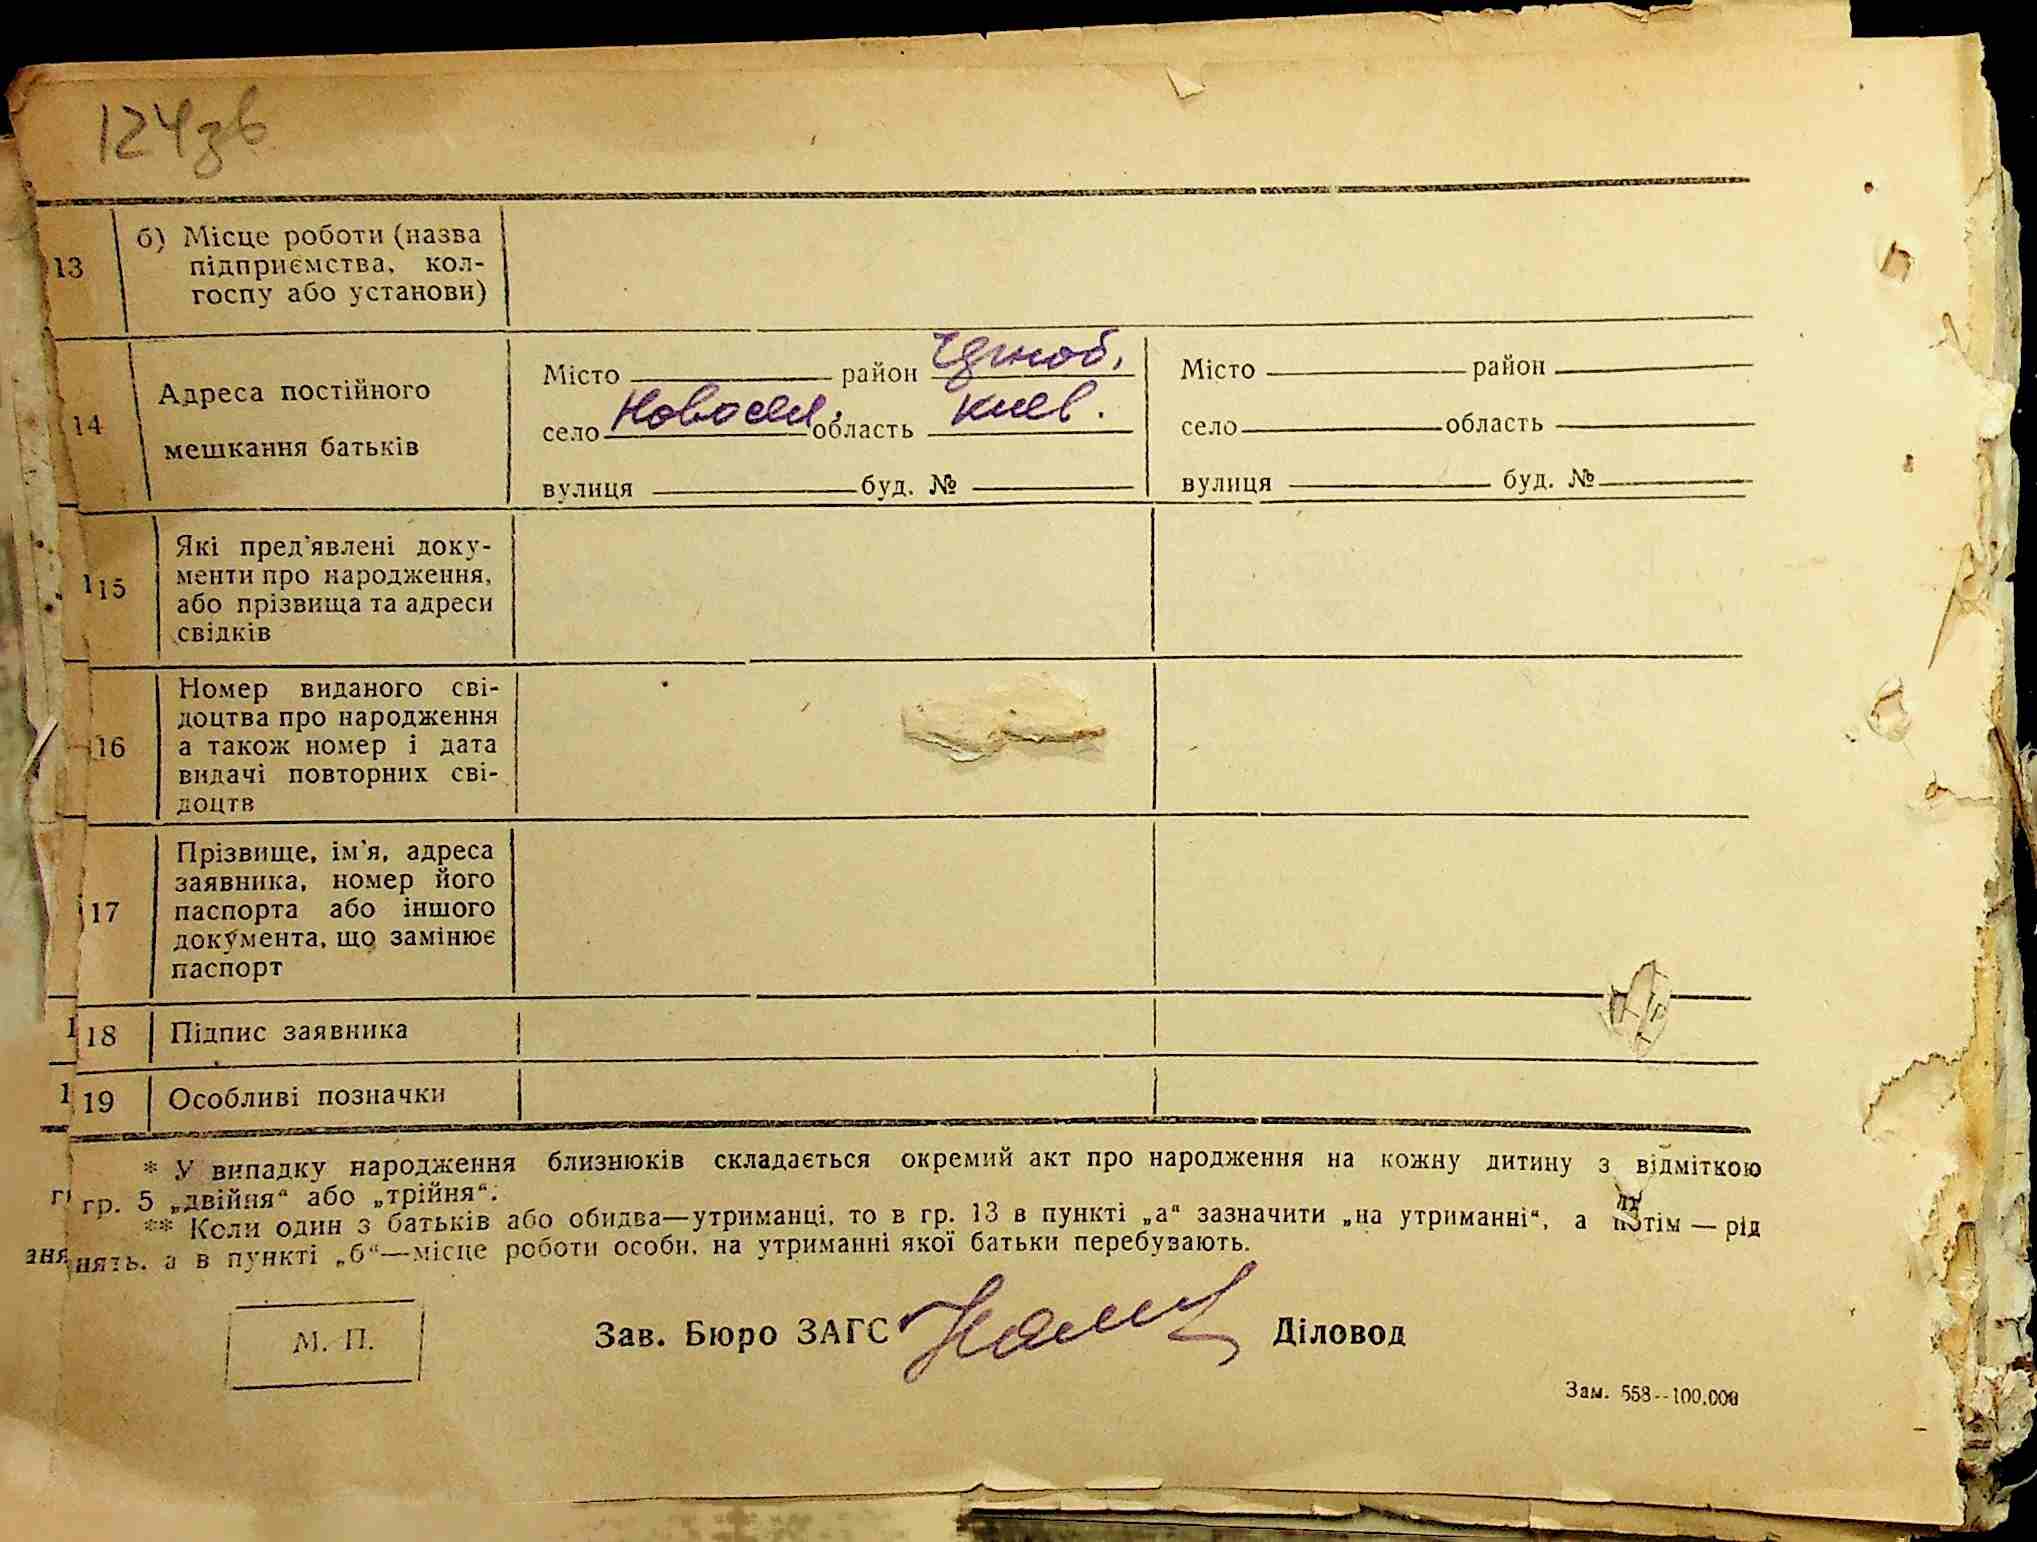 124зв
13
б) Місце роботи (назва
підприємства, кол-
госпу або установи)
14
Адреса постійного
мешкання батьків
Місто район Чорноб.
село Новосел. область Киев.
вулиця буд. №
Місто район
село область
вулиця буд. №
15
Які пред'явлені доку-
менти про народження,
або прізвища та адреси
свідків
16
Номер виданого сві-
доцтва про народження
а також номер і дата
видачі повторних сві-
доцтв
17
Прізвище, ім'я, адреса
заявника, номер його
паспорта або іншого
документа, що замінює
паспорт
18 Підпис заявника
19 Особливі позначки
* У випадку народження близнюків складається окремий акт про народження на кожну дитину з відміткою
гр. 5 „двійня“ або „трійня“.
** Коли один з батьків або обидва—утриманці, то в гр. 13 в пункті „а“ зазначити „на утриманні“, а потім — рід
нять, а в пункті „б“—місце роботи особи, на утриманні якої батьки перебувають.
М. П.
Зав. Бюро ЗАГС
Діловод
Зам. 558--100.000